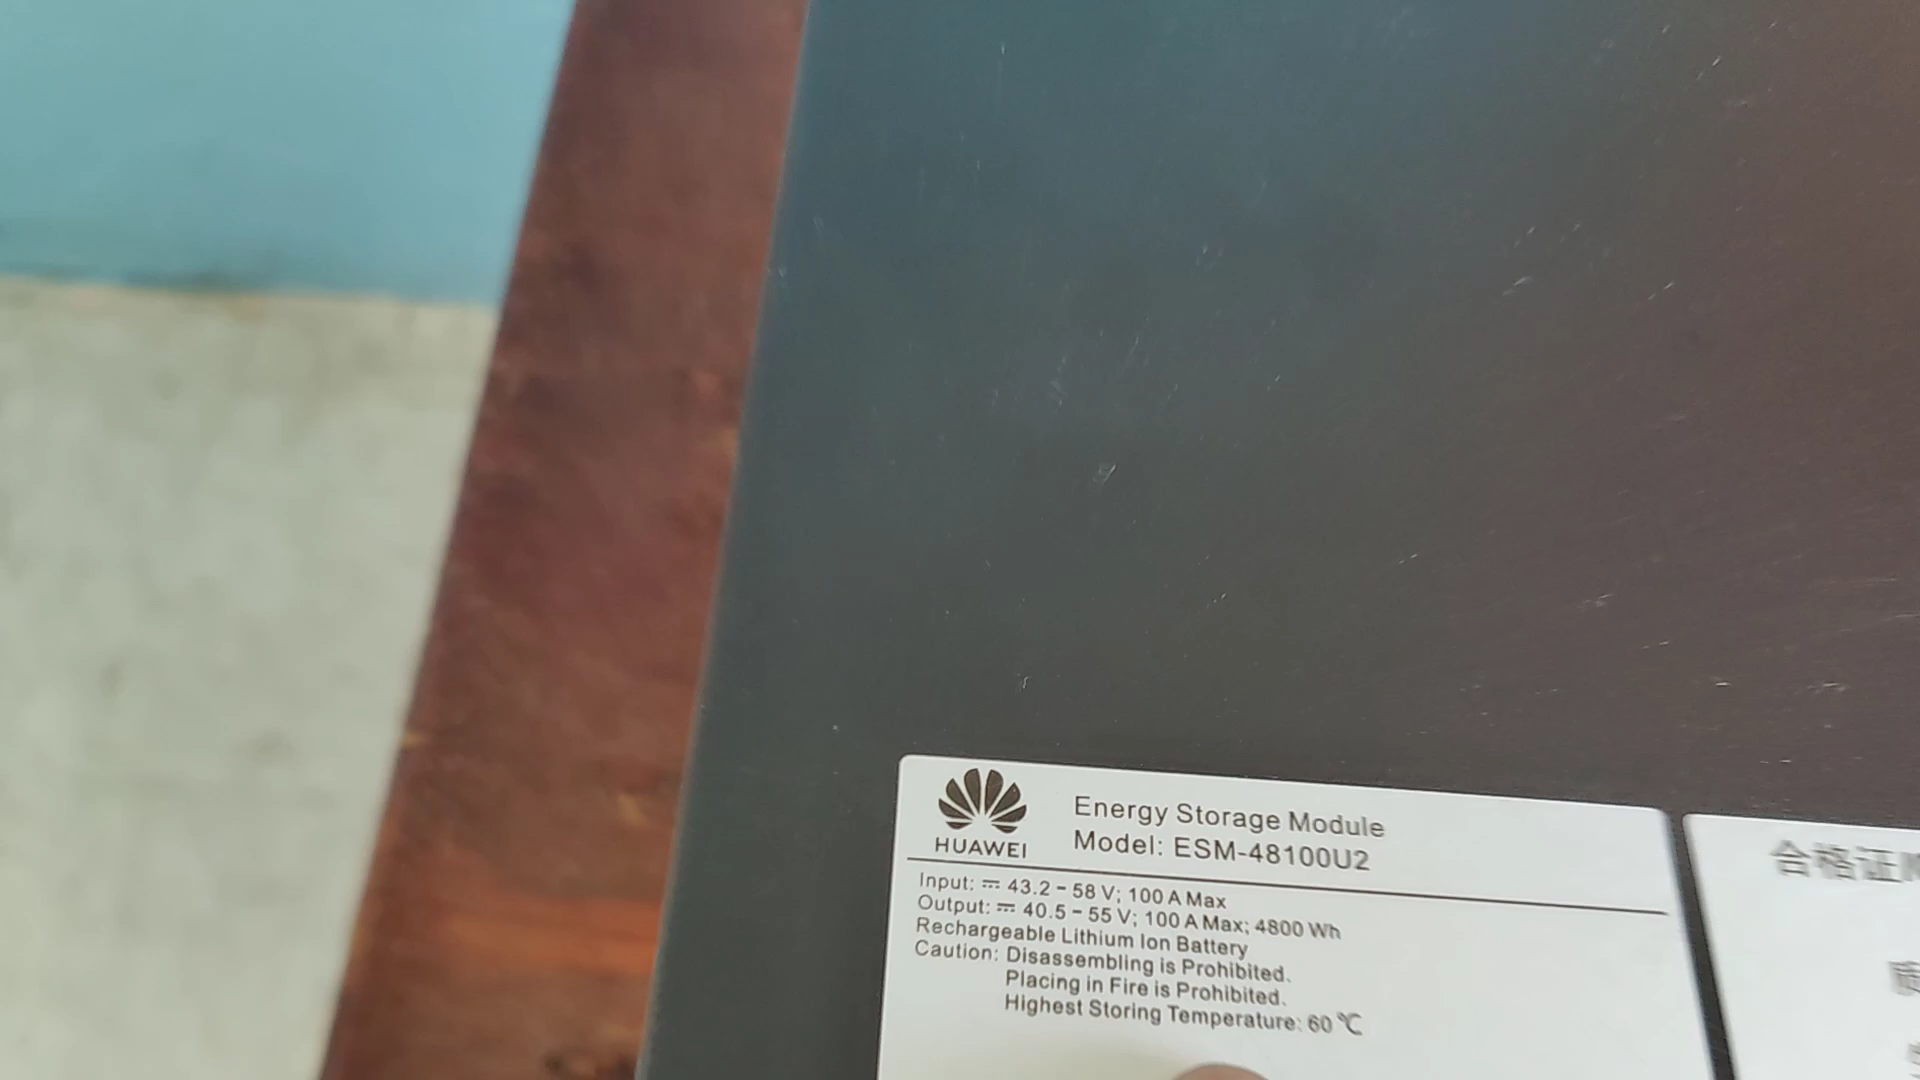 HUAWEI
Energy Storage Module
Model: ESM-48100U2
Input: ⎓ 43.2-58 V; 100 A Max
Output: ⎓ 40.5-55 V; 100 A Max; 4800 Wh
Rechargeable Lithium Ion Battery
Caution: Disassembling is Prohibited.
Placing in Fire is Prohibited.
Highest Storing Temperature: 60 ℃
合格证